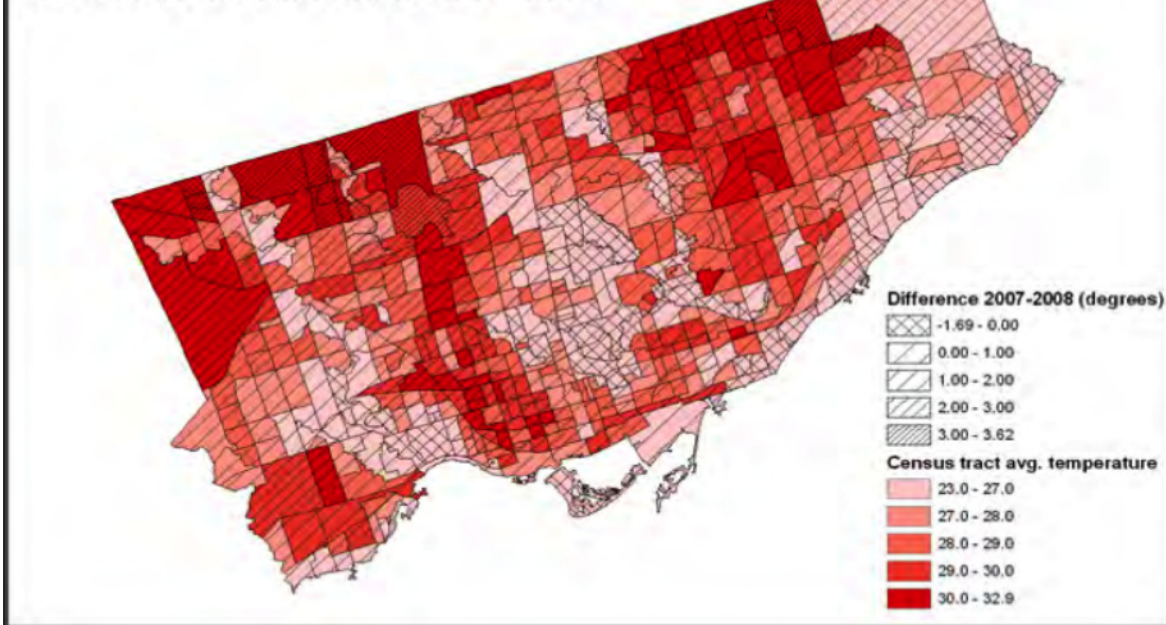 Difference 2007-2008 (degrees)
-1.69 - 0.00
0.00 - 1.00
1.00 - 2.00
2.00 - 3.00
3.00 - 3.62
Census tract avg. temperature
23.0 - 27.0
27.0 - 28.0
28.0 - 29.0
29.0 - 30.0
30.0 - 32.9